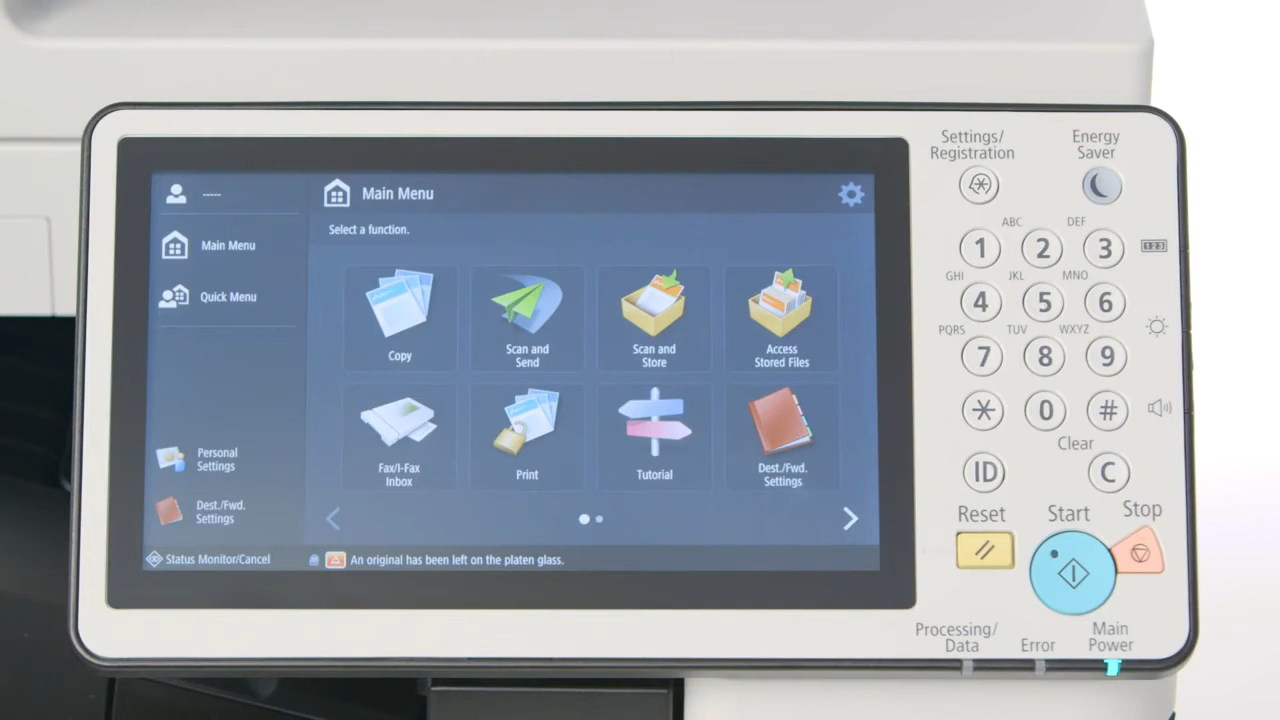 -----
Main Menu
Quick Menu
Personal
Settings
Dest./Fwd.
Settings
Status Monitor/Cancel
Main Menu
Select a function.
Copy
Scan and
Send
Scan and
Store
Access
Stored Files
Fax/I-Fax
Inbox
Print
Tutorial
Dest./Fwd.
Settings
An original has been left on the platen glass.
Settings/
Registration
Energy
Saver
ABC DEF
1 2 3
GHI JKL MNO
4 5 6
PQRS TUV WXYZ
7 8 9
* 0 #
Clear
ID C
Reset Start Stop
Processing/
Data
Error
Main
Power
123